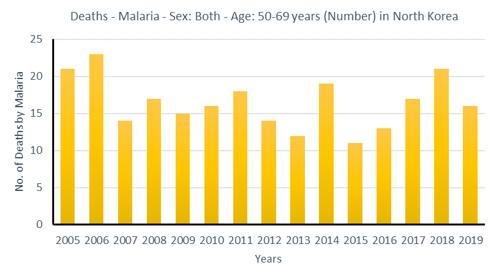 Deaths - Malaria - Sex: Both - Age: 50-69 years (Number) in North Korea
25
20
15
10
5
0
No. of Deaths by Malaria
2005 2006 2007 2008 2009 2010 2011 2012 2013 2014 2015 2016 2017 2018 2019
Years